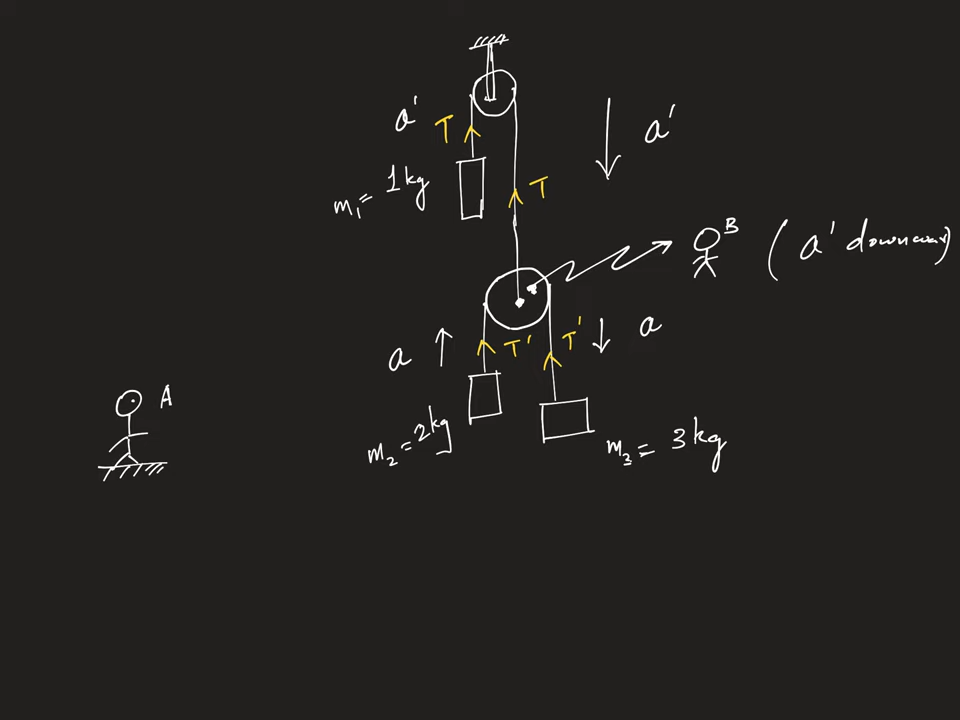 a'
T
a'
m₁ = 1kg
T
B
( a' downward)
a
T'
T'
a
A
m₂ = 2kg
m₃ = 3kg